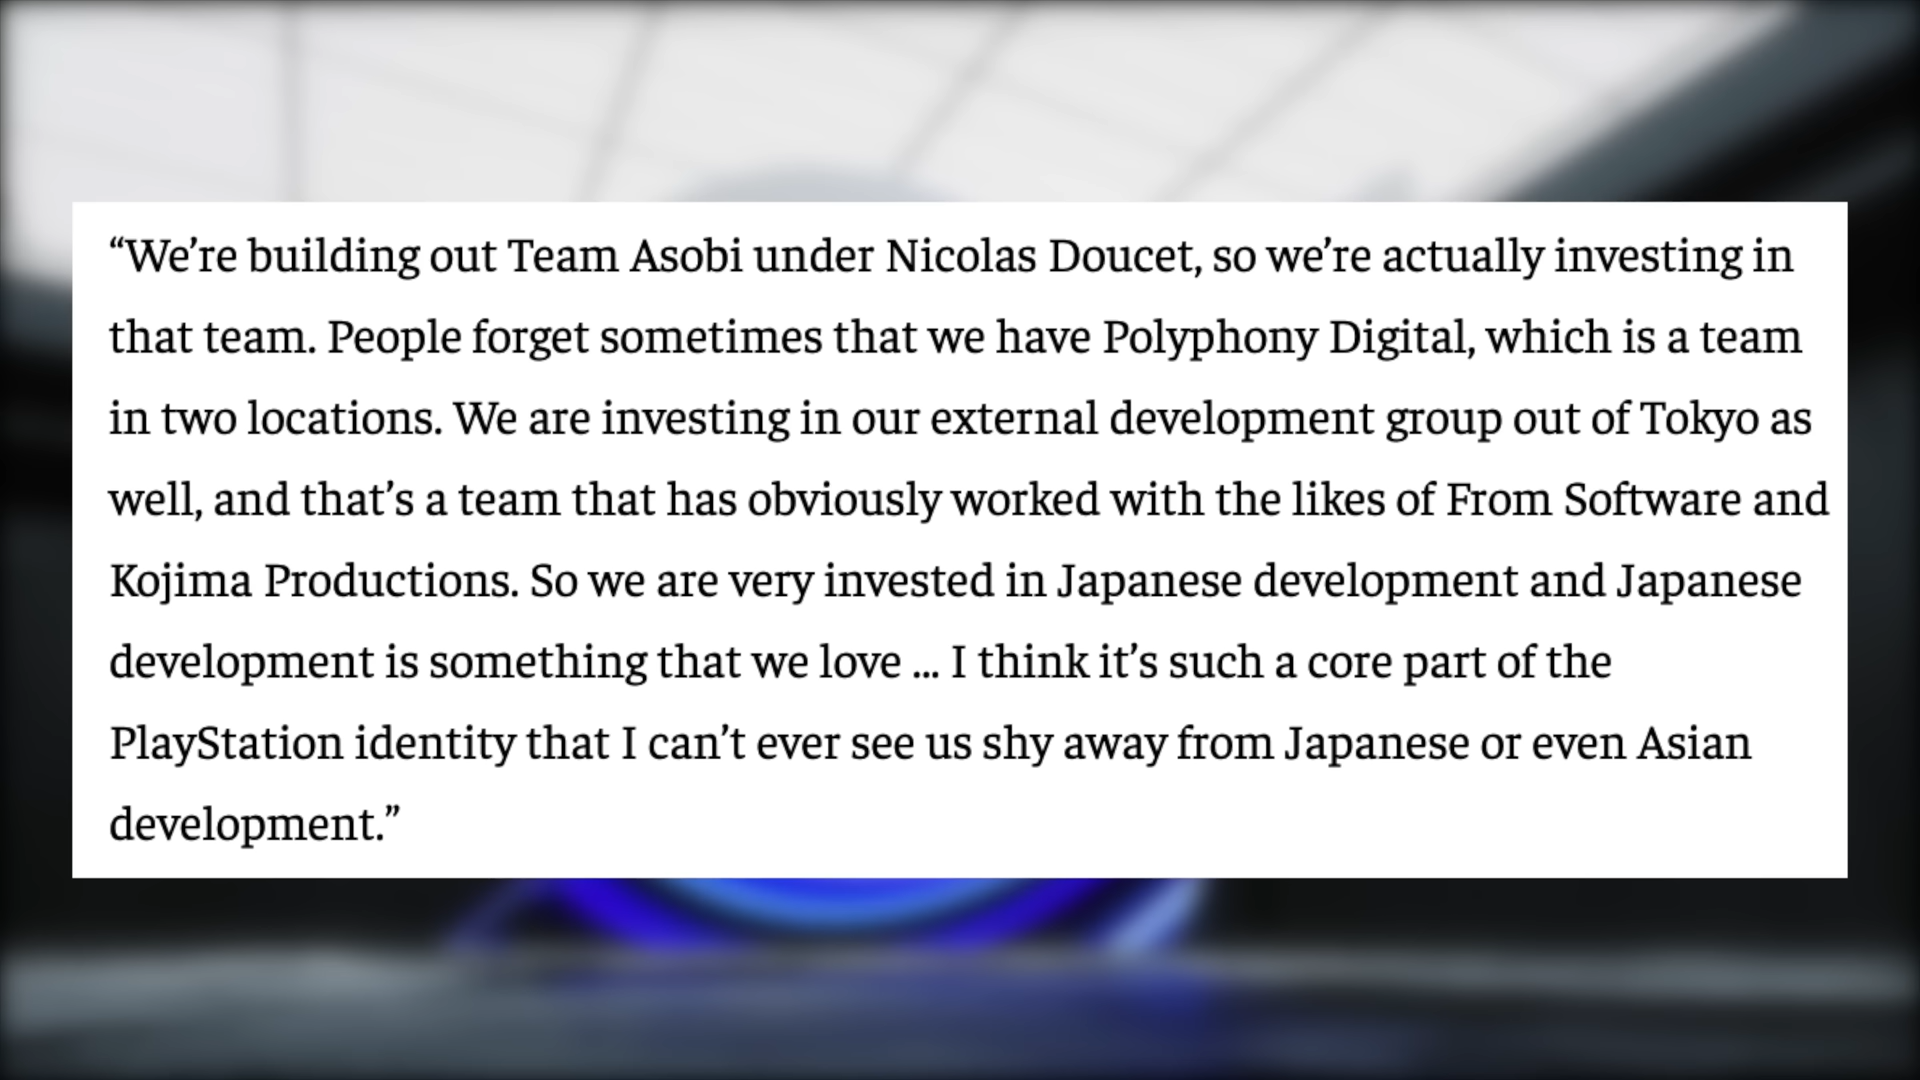 “We’re building out Team Asobi under Nicolas Doucet, so we’re actually investing in
that team. People forget sometimes that we have Polyphony Digital, which is a team
in two locations. We are investing in our external development group out of Tokyo as
well, and that’s a team that has obviously worked with the likes of From Software and
Kojima Productions. So we are very invested in Japanese development and Japanese
development is something that we love ... I think it’s such a core part of the
PlayStation identity that I can’t ever see us shy away from Japanese or even Asian
development.”